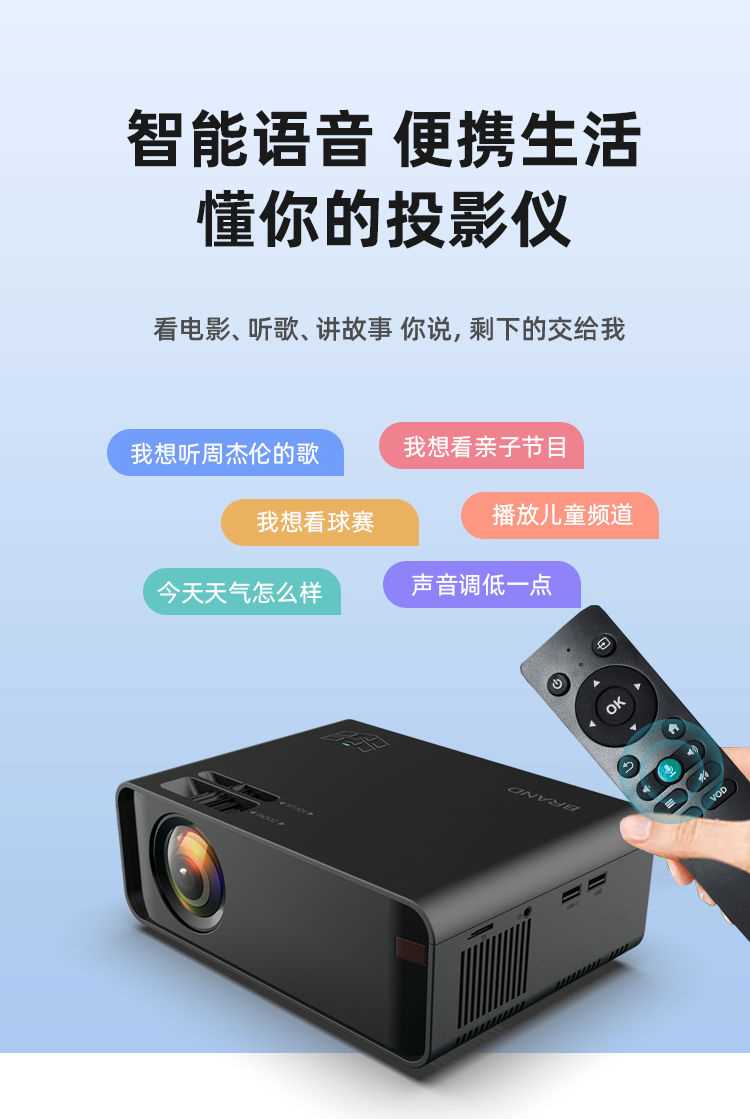 智能语音 便携生活
懂你的投影仪
看电影、听歌、讲故事 你说, 剩下的交给我
我想听周杰伦的歌
我想看亲子节目
我想看球赛
播放儿童频道
今天天气怎么样
声音调低一点
OK
VOD
BRAND